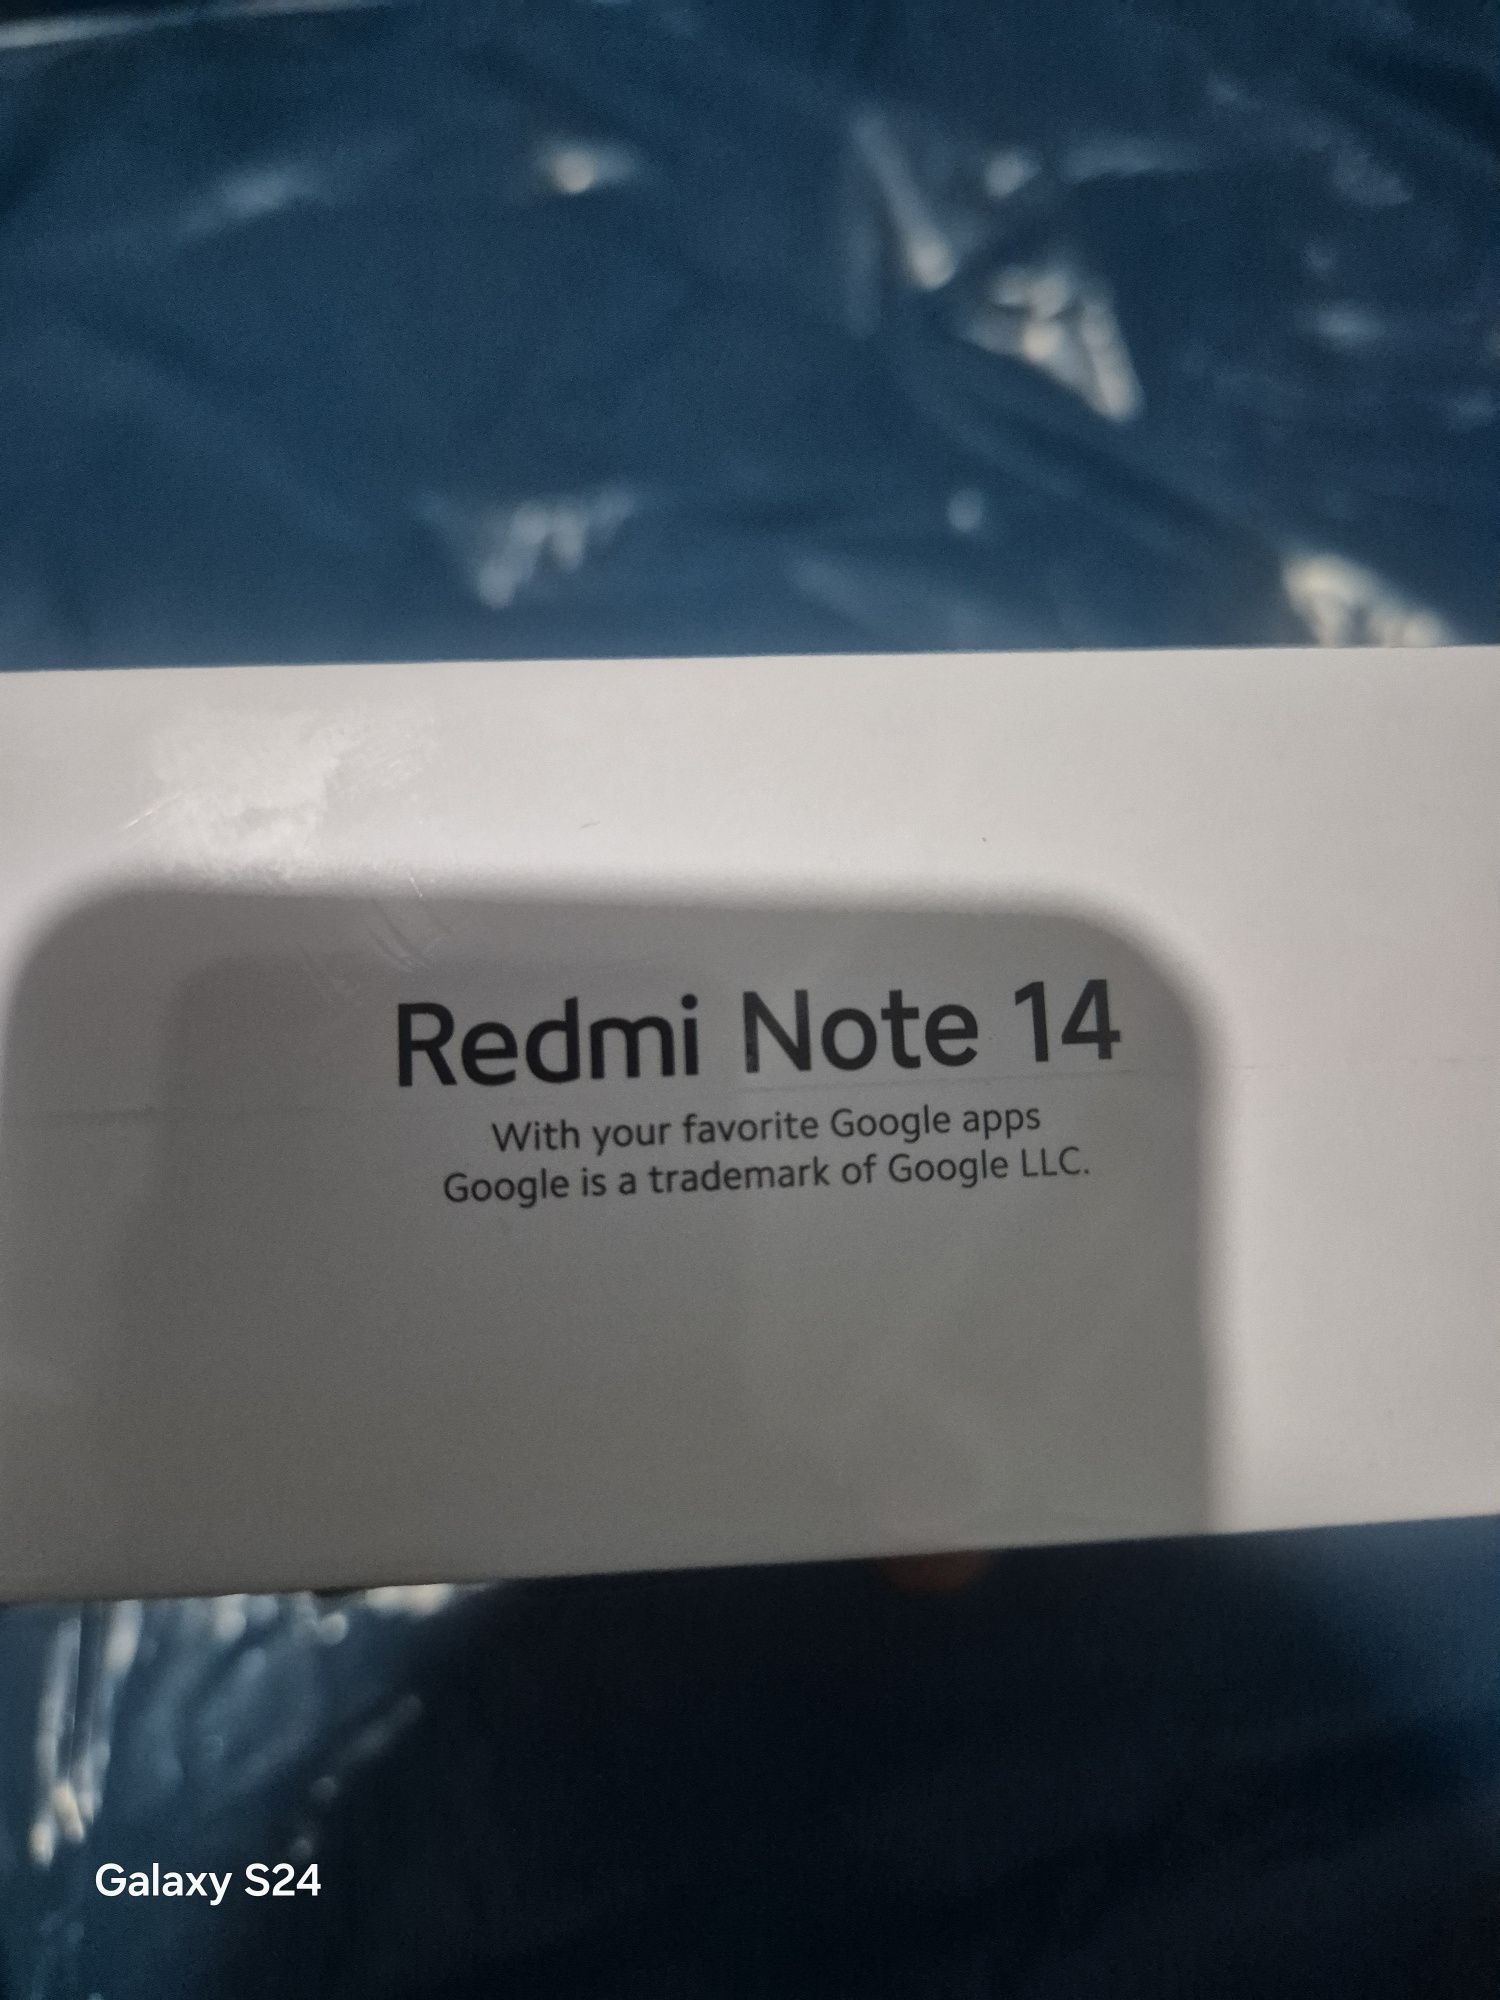 Redmi Note 14
With your favorite Google apps
Google is a trademark of Google LLC.
Galaxy S24